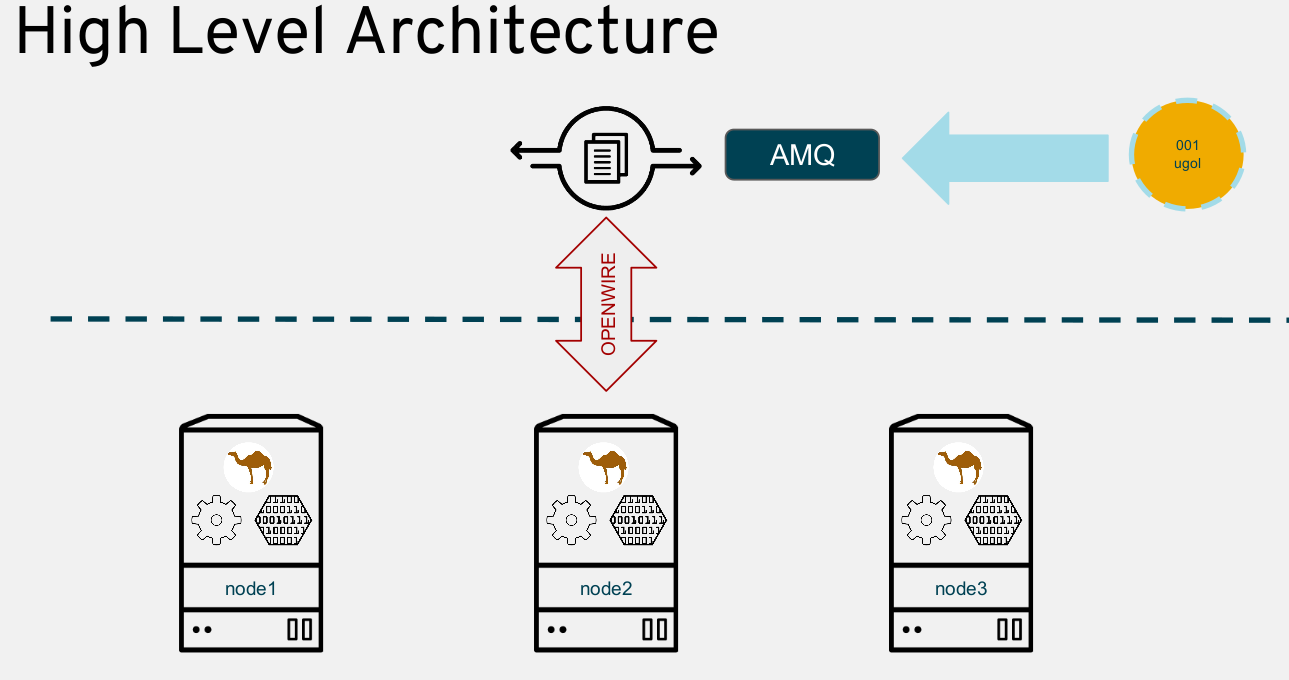 High Level Architecture
AMQ
001
ugol
OPENWIRE
node1
node2
node3